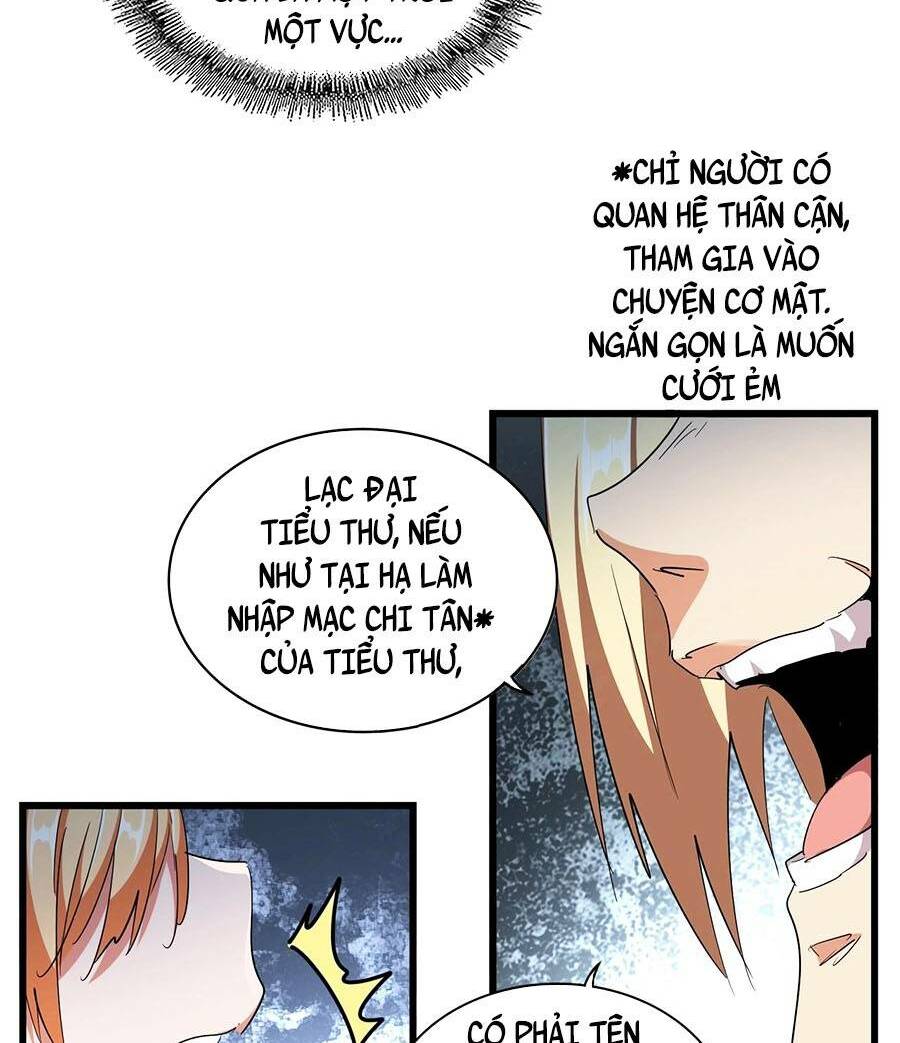 MỘT VỰC...
*CHỈ NGƯỜI CÓ
QUAN HỆ THÂN CẬN,
THAM GIA VÀO
CHUYỆN CƠ MẬT.
NGẮN GỌN LÀ MUỐN
CƯỚI ẺM
LẠC ĐẠI
TIỂU THƯ, NẾU
NHƯ TẠI HẠ LÀM
NHẬP MẠC CHI TÂN*
CỦA TIỂU THƯ,
CÓ PHẢI TÊN